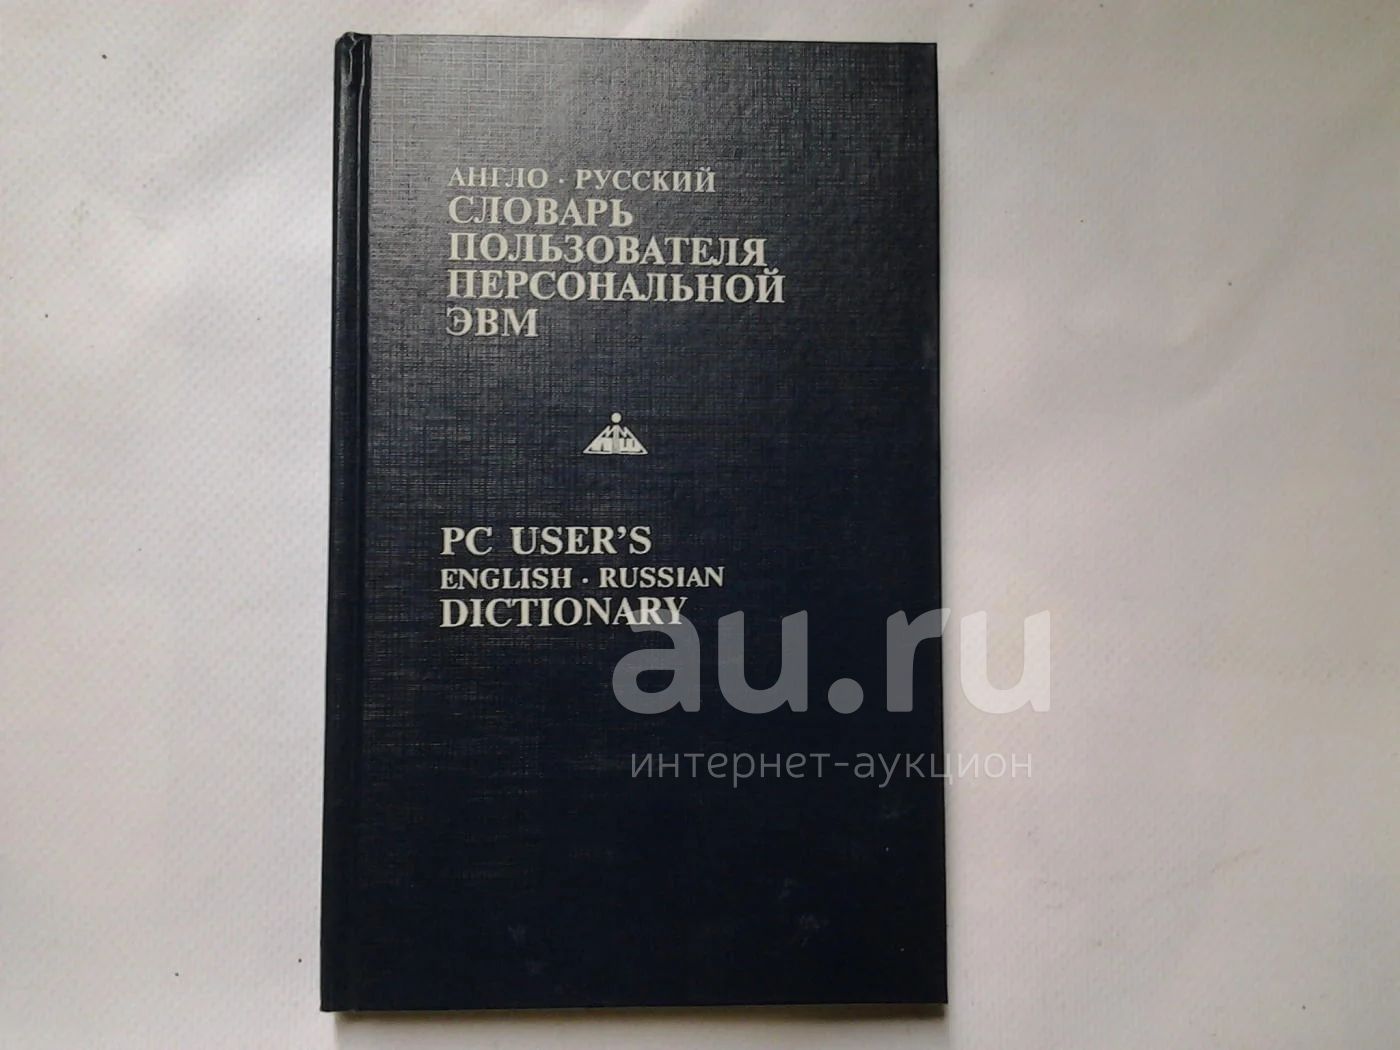 АНГЛО · РУССКИЙ
СЛОВАРЬ
ПОЛЬЗОВАТЕЛЯ
ПЕРСОНАЛЬНОЙ
ЭВМ
PC USER’S
ENGLISH · RUSSIAN
DICTIONARY
au.ru
интернет-аукцион